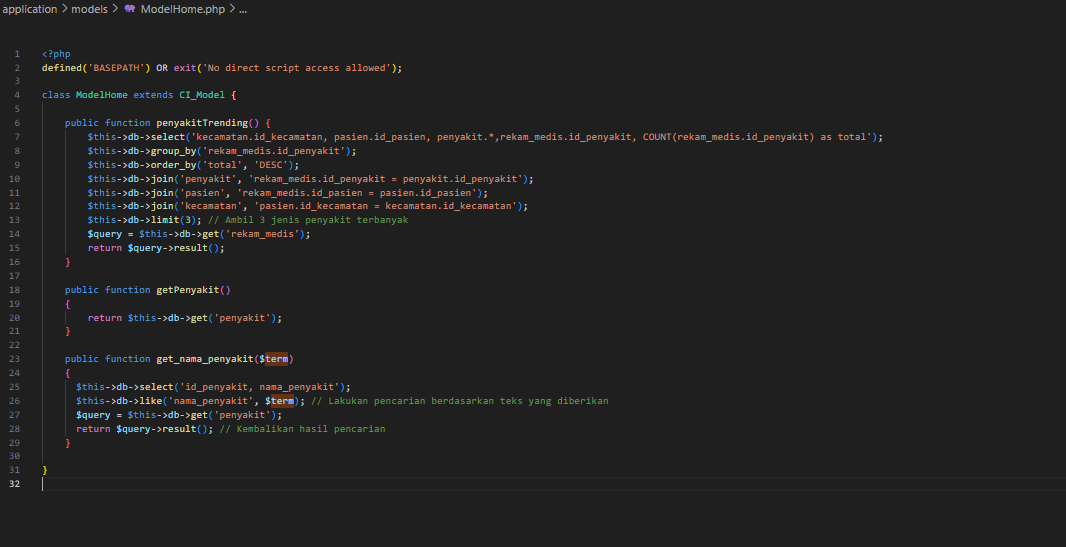 application > models > ModelHome.php > ...
1 <?php
2 defined('BASEPATH') OR exit('No direct script access allowed');
3
4 class ModelHome extends CI_Model {
5
6 public function penyakitTrending() {
7 $this->db->select('kecamatan.id_kecamatan, pasien.id_pasien, penyakit.*,rekam_medis.id_penyakit, COUNT(rekam_medis.id_penyakit) as total');
8 $this->db->group_by('rekam_medis.id_penyakit');
9 $this->db->order_by('total', 'DESC');
10 $this->db->join('penyakit', 'rekam_medis.id_penyakit = penyakit.id_penyakit');
11 $this->db->join('pasien', 'rekam_medis.id_pasien = pasien.id_pasien');
12 $this->db->join('kecamatan', 'pasien.id_kecamatan = kecamatan.id_kecamatan');
13 $this->db->limit(3); // Ambil 3 jenis penyakit terbanyak
14 $query = $this->db->get('rekam_medis');
15 return $query->result();
16 }
17
18 public function getPenyakit()
19 {
20 return $this->db->get('penyakit');
21 }
22
23 public function get_nama_penyakit($term)
24 {
25 $this->db->select('id_penyakit, nama_penyakit');
26 $this->db->like('nama_penyakit', $term); // Lakukan pencarian berdasarkan teks yang diberikan
27 $query = $this->db->get('penyakit');
28 return $query->result(); // Kembalikan hasil pencarian
29 }
30
31 }
32